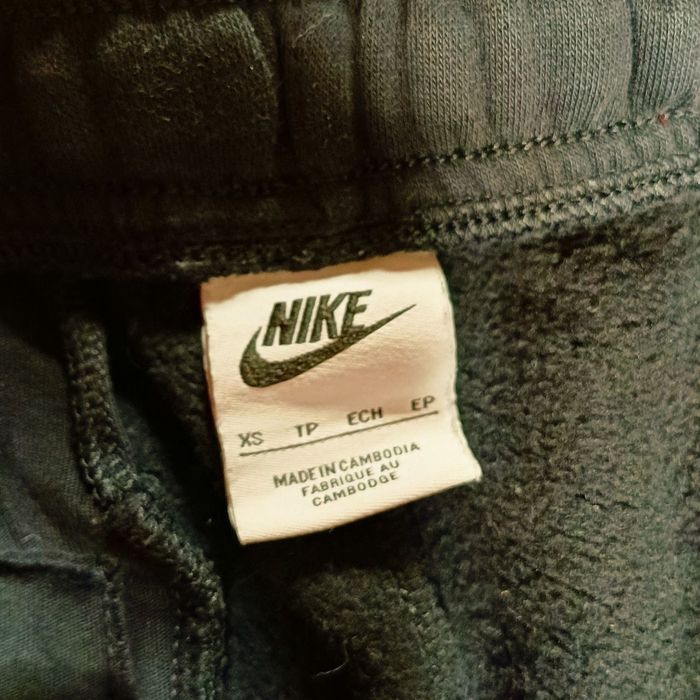 NIKE
XS TP ECH EP
MADE IN CAMBODIA
FABRIQUE AU
CAMBODGE